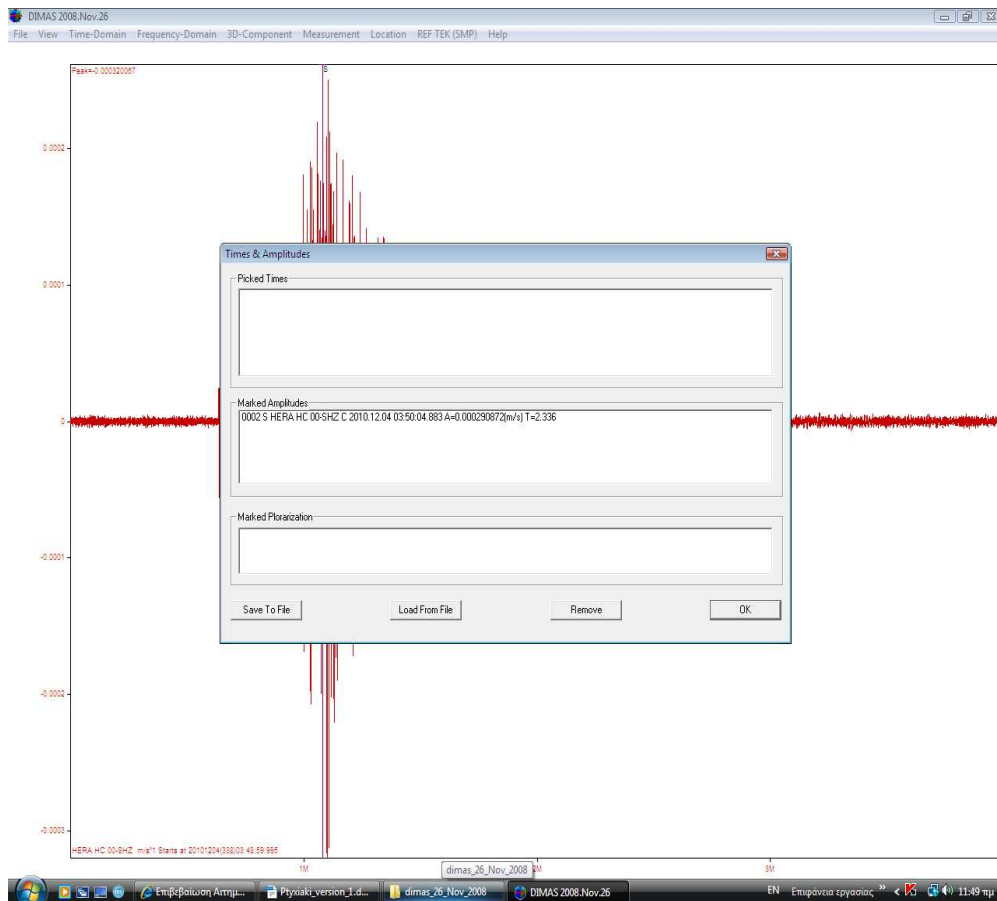 DIMAS 2008.Nov.26
File View Time-Domain Frequency-Domain 3D-Component Measurement Location REF TEK (SMP) Help
Peak=-0.000320067
S
0.0002
0.0001
0
-0.0001
-0.0002
-0.0003
Times & Amplitudes
Picked Times
Marked Amplitudes
0002 S HERA HC 00-SHZ C 2010.12.04 03:50:04.883 A=0.000290872(m/s) T=2.336
Marked Plorarization
Save To File Load From File Remove OK
HERA HC 00-SHZ m/s*1 Starts at 20101204(338)03:48:59.995
1M 2M 3M
dimas_26_Nov_2008
Επιβεβαίωση Αιτημ... Ptyxiaki_version_1.d... dimas_26_Nov_2008 DIMAS 2008.Nov.26 EN Επιφάνεια εργασίας » < 11:49 πμ